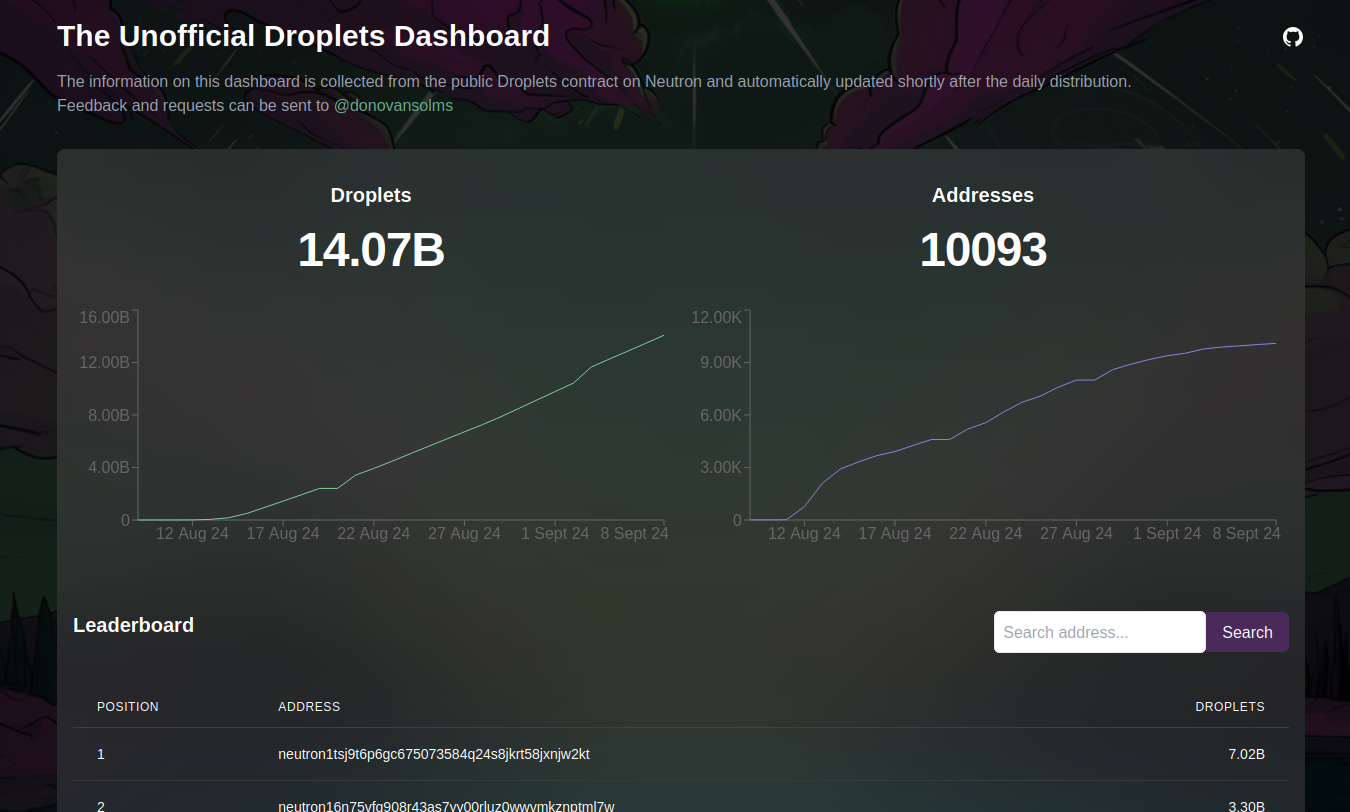 The Unofficial Droplets Dashboard
The information on this dashboard is collected from the public Droplets contract on Neutron and automatically updated shortly after the daily distribution.
Feedback and requests can be sent to @donovansolms
Droplets
14.07B
16.00B
12.00B
8.00B
4.00B
0
12 Aug 24 17 Aug 24 22 Aug 24 27 Aug 24 1 Sept 24 8 Sept 24
Addresses
10093
12.00K
9.00K
6.00K
3.00K
0
12 Aug 24 17 Aug 24 22 Aug 24 27 Aug 24 1 Sept 24 8 Sept 24
Leaderboard
Search address... Search
POSITION ADDRESS DROPLETS
1 neutron1tsj9t6p6gc675073584q24s8jkrt58jxnjw2kt 7.02B
2 3.30B